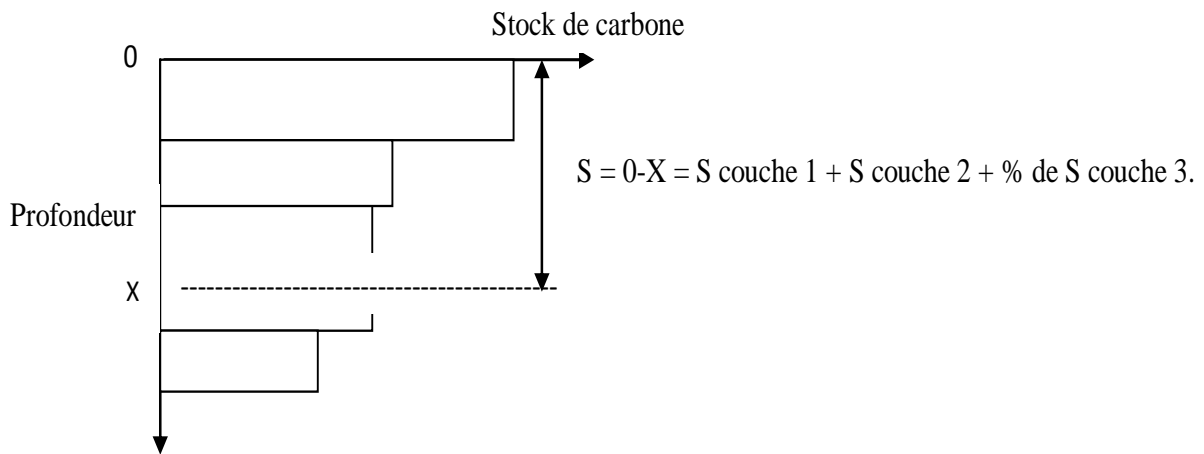 Stock de carbone
0
S = 0-X = S couche 1 + S couche 2 + % de S couche 3.
Profondeur
X